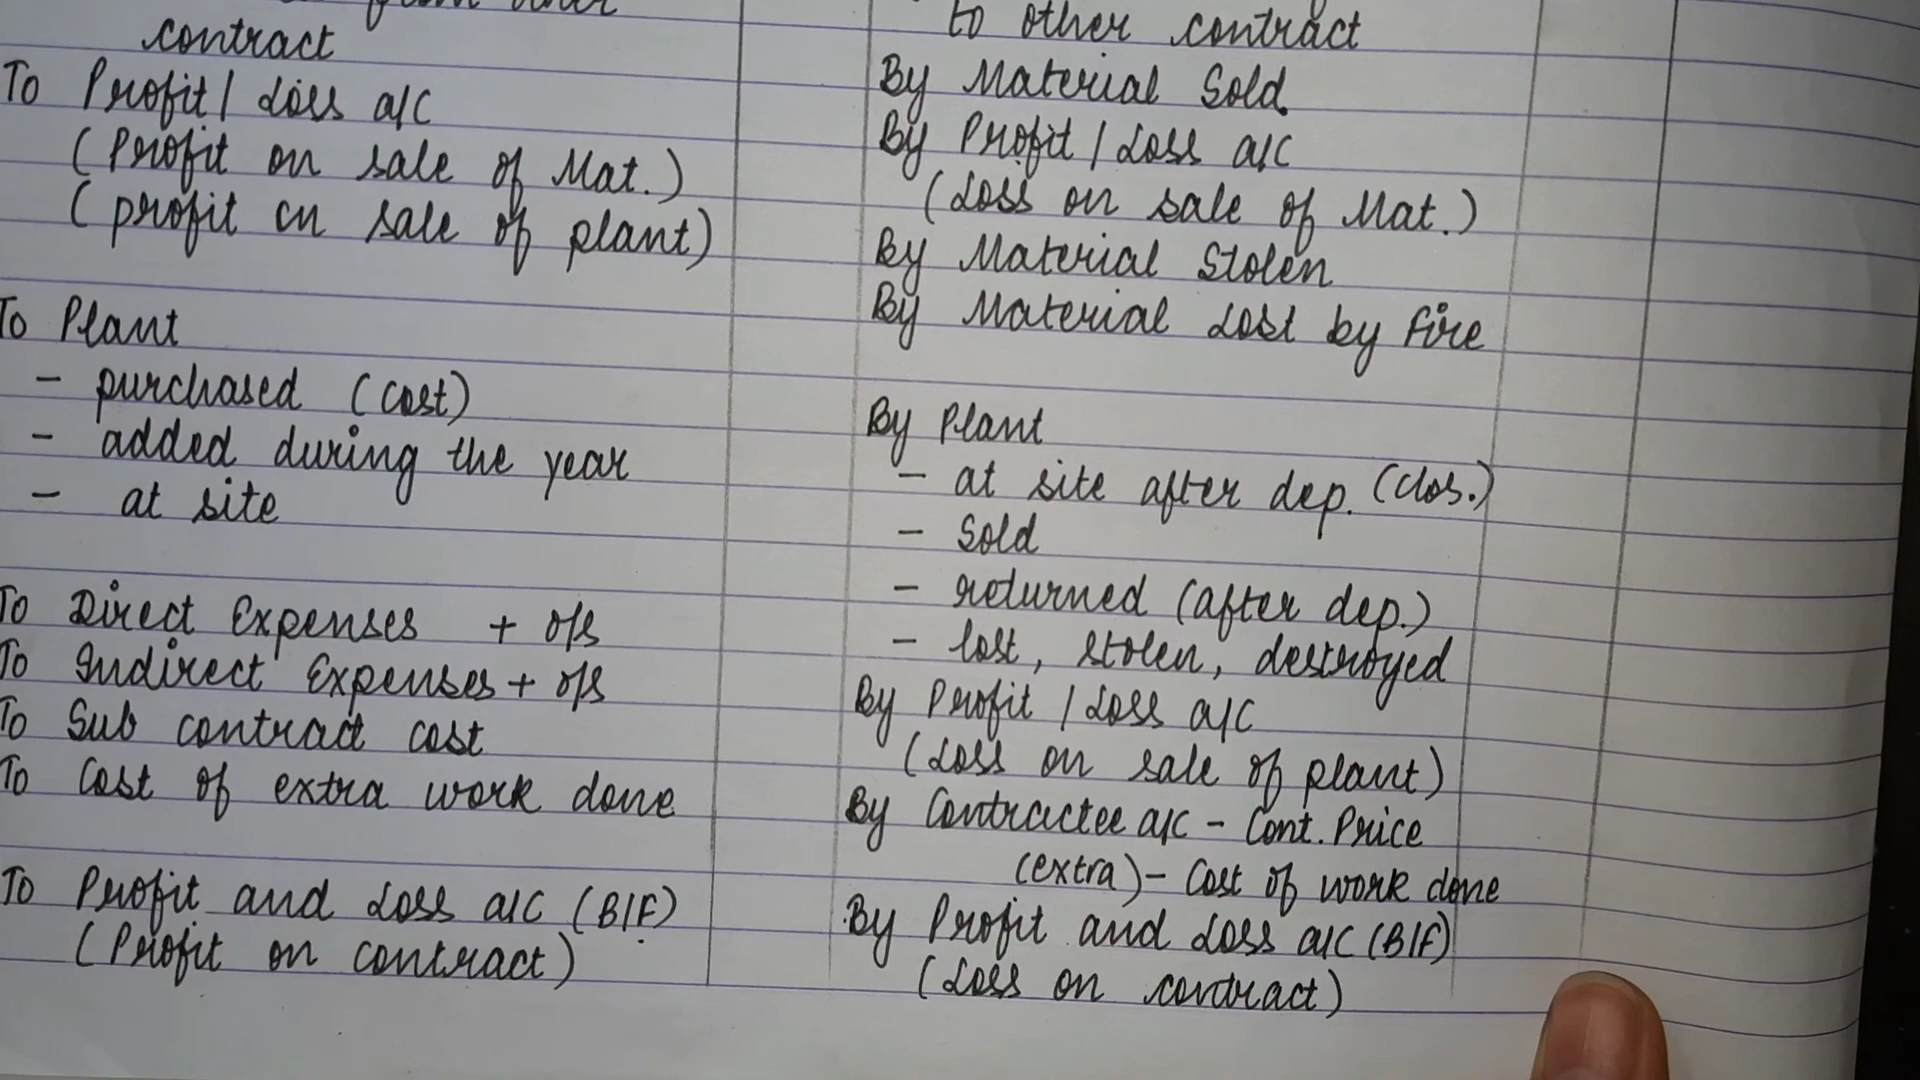 contract
To Profit / Loss a/c
(Profit on sale of Mat.)
(profit on sale of plant)
To Plant
- purchased (cost)
- added during the year
- at site
To Direct Expenses + o/s
To Indirect Expenses + o/s
To Sub contract cost
To Cost of extra work done
To Profit and Loss a/c (B/F)
(Profit on contract)
to other contract
By Material Sold
By Profit / Loss a/c
(Loss on sale of Mat.)
By Material Stolen
By Material Lost by fire
By Plant
- at site after dep. (clos.)
- Sold
- returned (after dep.)
- lost, stolen, destroyed
By Profit / Loss a/c
(Loss on sale of plant)
By Contractee a/c - Cont. Price
(extra) - Cost of work done
By Profit and Loss a/c (B/F)
(Loss on contract)